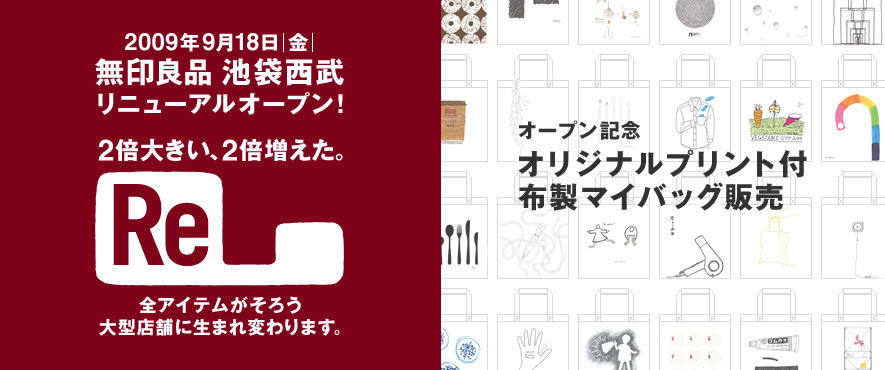 2009年9月18日|金|
無印良品 池袋西武
リニューアルオープン!
2倍大きい、2倍増えた。
Re
全アイテムがそろう
大型店舗に生まれ変わります。
オープン記念
オリジナルプリント付
布製マイバッグ販売